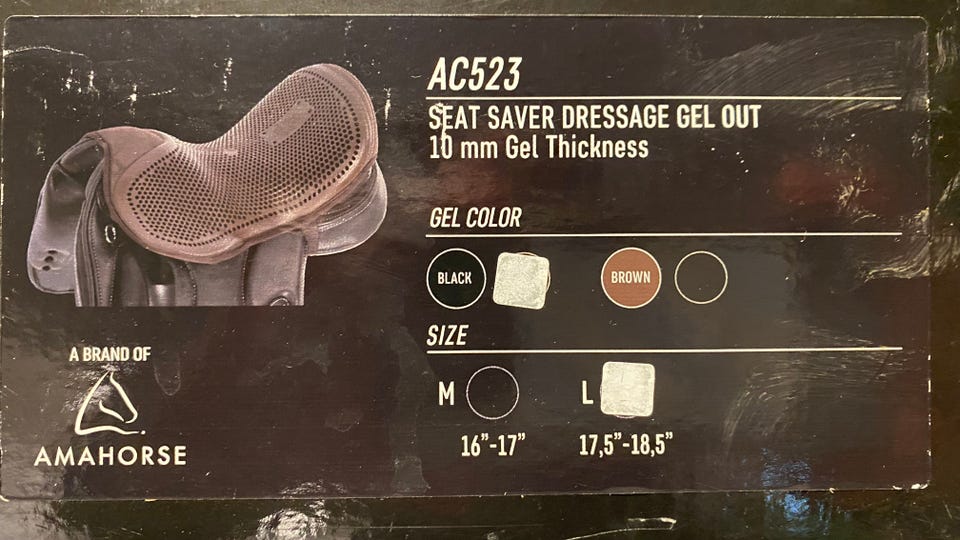 AC523
SEAT SAVER DRESSAGE GEL OUT
10 mm Gel Thickness
GEL COLOR
BLACK BROWN
SIZE
M L
16”-17” 17,5”-18,5”
A BRAND OF
AMAHORSE